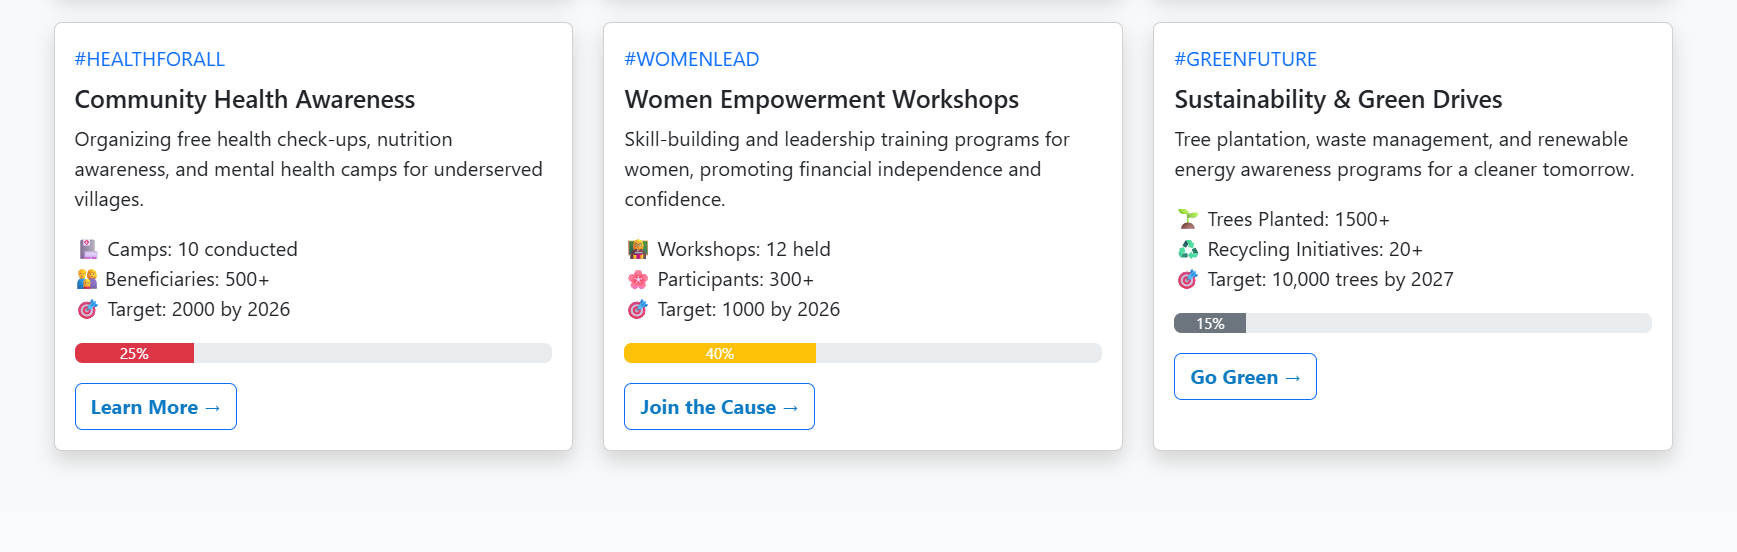 #HEALTHFORALL
Community Health Awareness
Organizing free health check-ups, nutrition
awareness, and mental health camps for underserved
villages.
Camps: 10 conducted
Beneficiaries: 500+
Target: 2000 by 2026
25%
Learn More →
#WOMENLEAD
Women Empowerment Workshops
Skill-building and leadership training programs for
women, promoting financial independence and
confidence.
Workshops: 12 held
Participants: 300+
Target: 1000 by 2026
40%
Join the Cause →
#GREENFUTURE
Sustainability & Green Drives
Tree plantation, waste management, and renewable
energy awareness programs for a cleaner tomorrow.
Trees Planted: 1500+
Recycling Initiatives: 20+
Target: 10,000 trees by 2027
15%
Go Green →